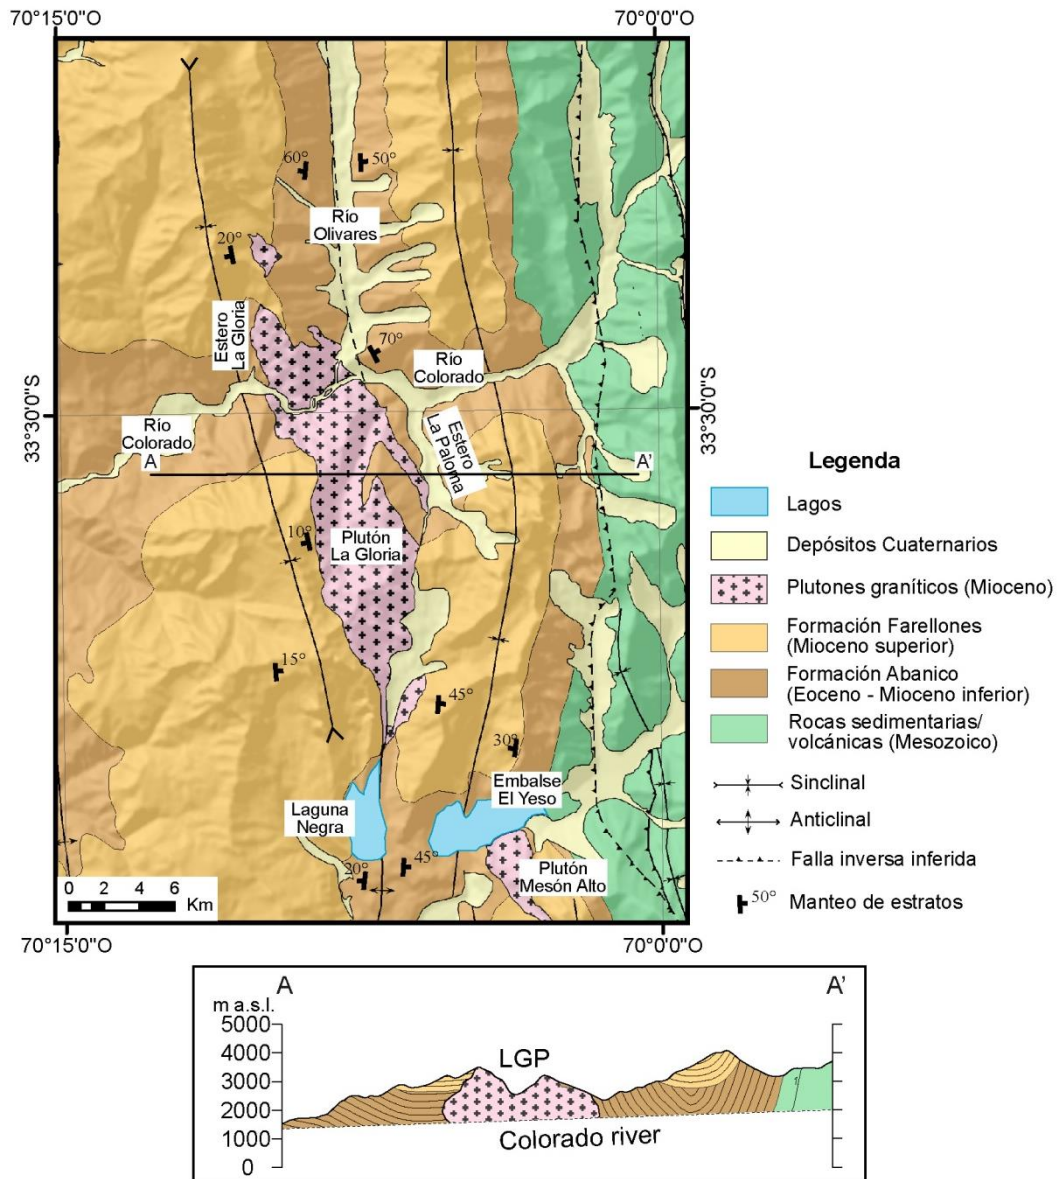 70°15'0"O
70°0'0"O
60°
50°
Río
Olivares
20°
Estero
La Gloria
70°
Río
Colorado
33°30'0"S
33°30'0"S
Río
Colorado
Estero
La Paloma
A
A'
10°
Plutón
La Gloria
15°
45°
30°
Embalse
El Yeso
Laguna
Negra
45°
20°
Plutón
Mesón Alto
0 2 4 6
Km
70°15'0"O
70°0'0"O
Legenda
Lagos
Depósitos Cuaternarios
Plutones graníticos (Mioceno)
Formación Farellones
(Mioceno superior)
Formación Abanico
(Eoceno - Mioceno inferior)
Rocas sedimentarias/
volcánicas (Mesozoico)
Sinclinal
Anticlinal
Falla inversa inferida
50°
Manteo de estratos
A
A'
m a.s.l.
5000
4000
3000
2000
1000
0
LGP
Colorado river